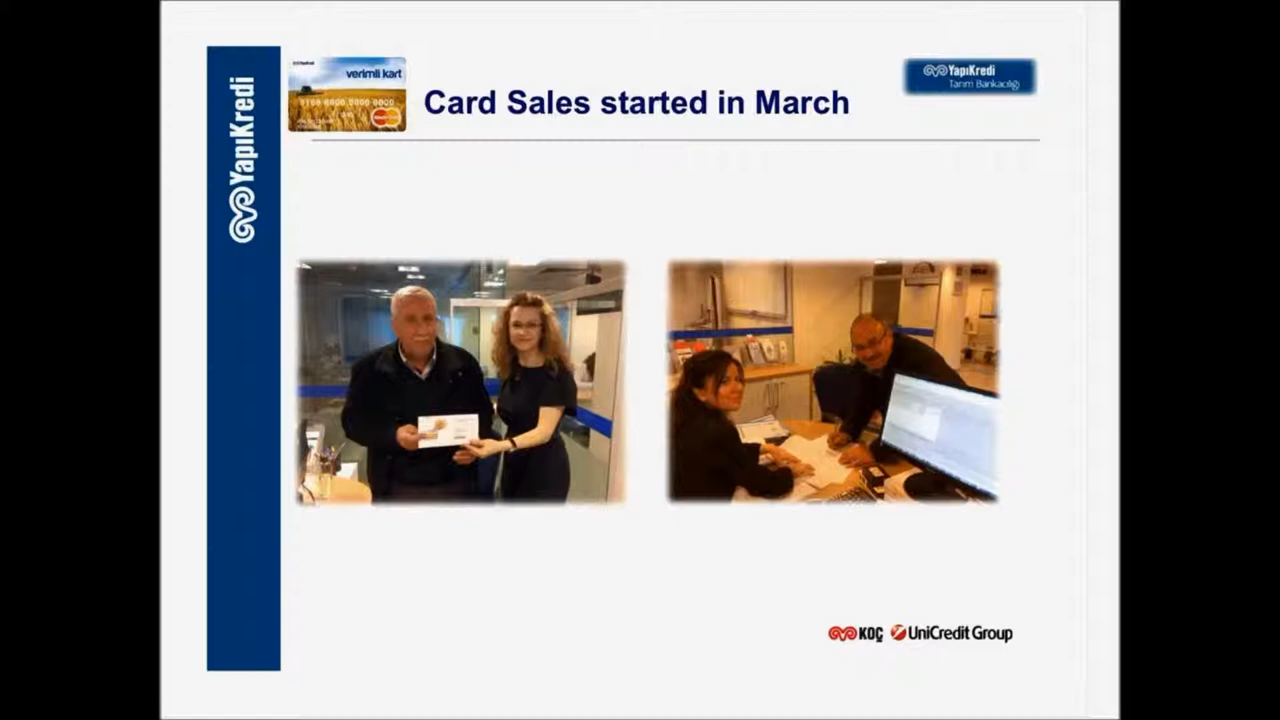 YapıKredi
verimli kart
Card Sales started in March
YapıKredi
Tarım Bankacılığı
KOÇ
UniCredit Group